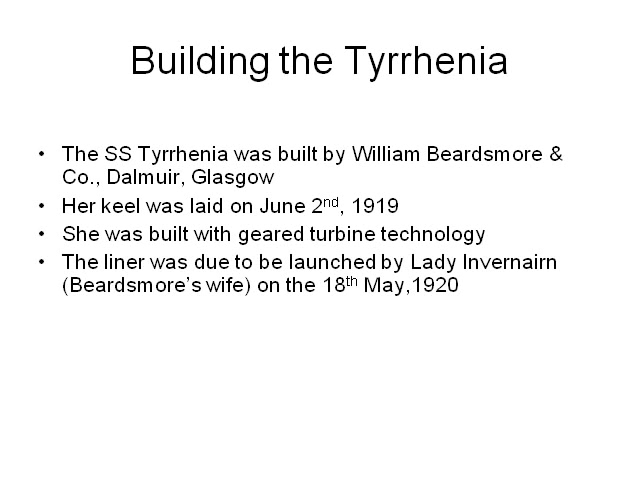 Building the Tyrrhenia
• The SS Tyrrhenia was built by William Beardsmore &
Co., Dalmuir, Glasgow
• Her keel was laid on June 2nd, 1919
• She was built with geared turbine technology
• The liner was due to be launched by Lady Invernairn
(Beardsmore's wife) on the 18th May,1920